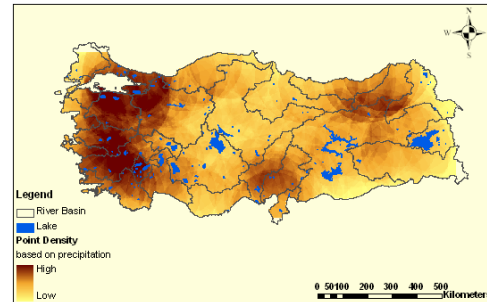 N
W E
S
Legend
River Basin
Lake
Point Density
based on precipitation
High
Low
0 50100 200 300 400 500
Kilometers